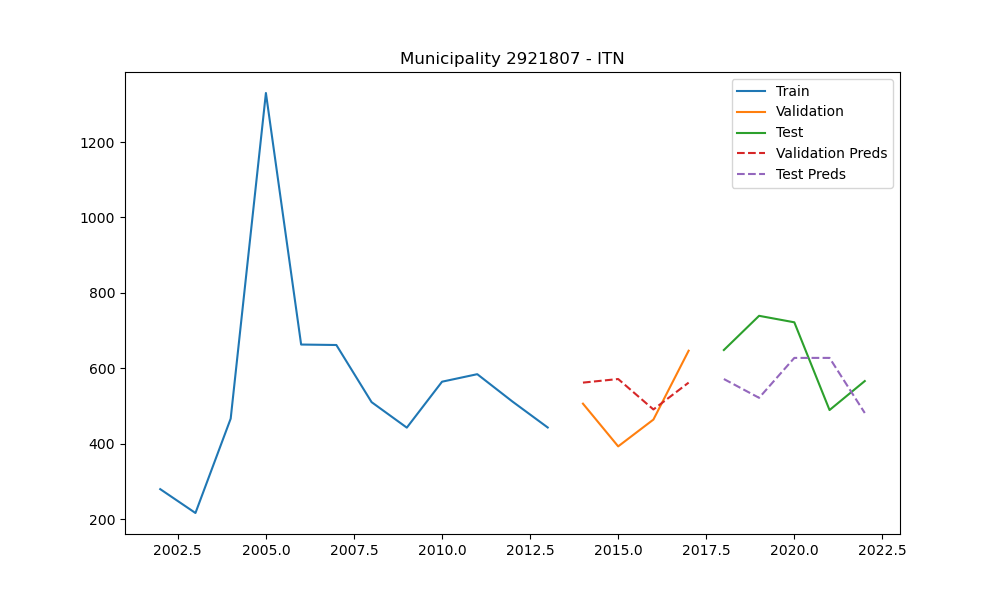 Municipality 2921807 - ITN
Train
Validation
Test
Validation Preds
Test Preds
1200
1000
800
600
400
200
2002.5 2005.0 2007.5 2010.0 2012.5 2015.0 2017.5 2020.0 2022.5